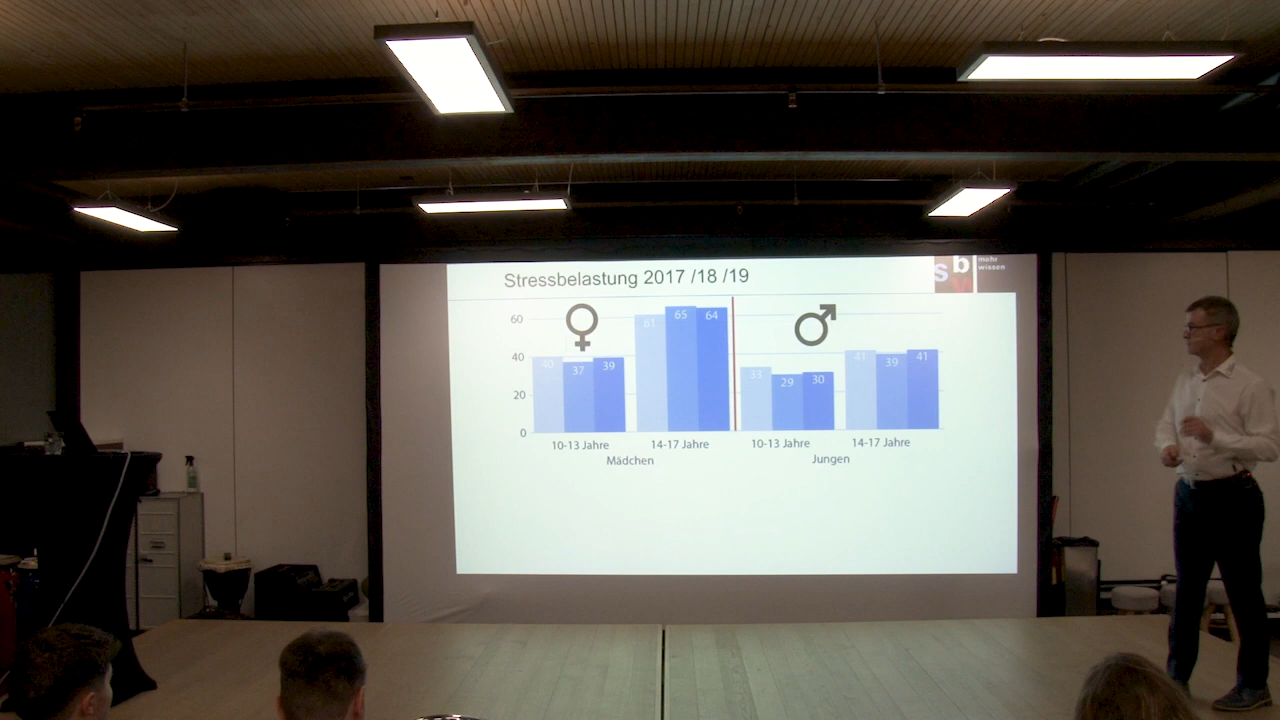 Stressbelastung 2017 /18 /19
sb mehr
wissen
60
40
20
0
40 37 39
61 65 64
33 29 30
41 39 41
10-13 Jahre 14-17 Jahre 10-13 Jahre 14-17 Jahre
Mädchen Jungen